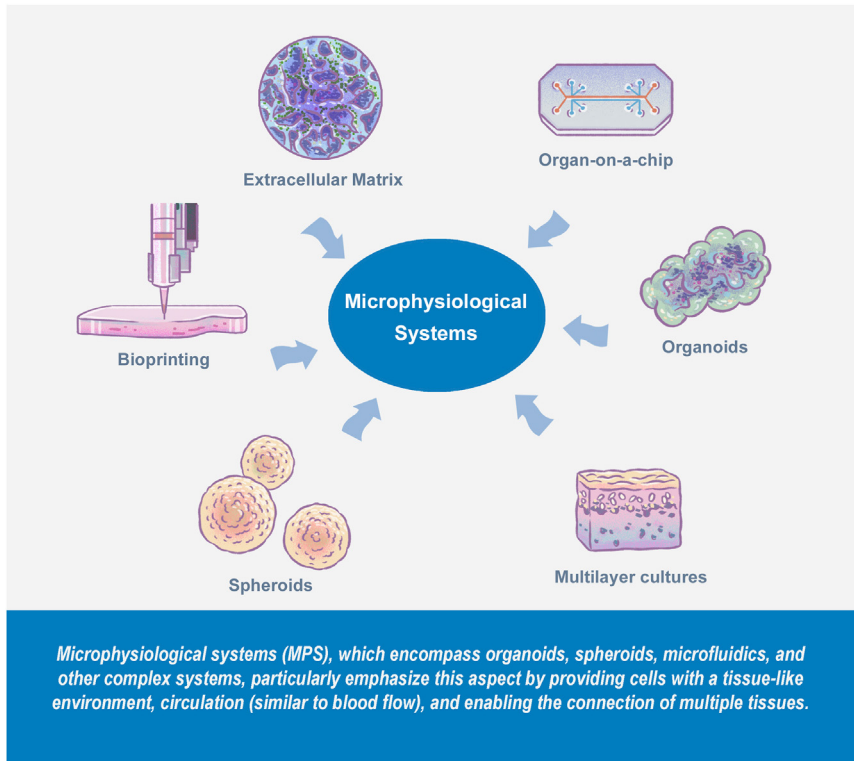 Extracellular Matrix
Organ-on-a-chip
Microphysiological
Systems
Bioprinting
Organoids
Spheroids
Multilayer cultures
Microphysiological systems (MPS), which encompass organoids, spheroids, microfluidics, and
other complex systems, particularly emphasize this aspect by providing cells with a tissue-like
environment, circulation (similar to blood flow), and enabling the connection of multiple tissues.